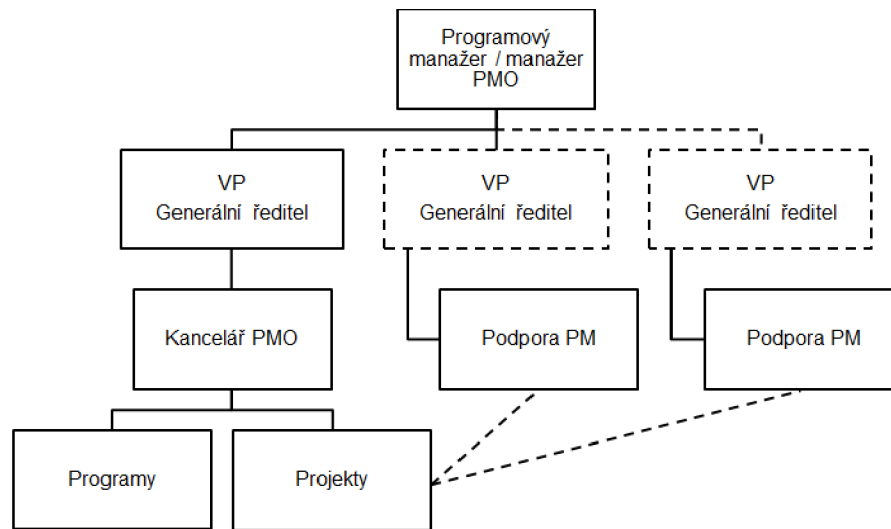 Programový
manažer / manažer
PMO
VP
Generální ředitel
VP
Generální ředitel
VP
Generální ředitel
Kancelář PMO
Podpora PM
Podpora PM
Programy
Projekty